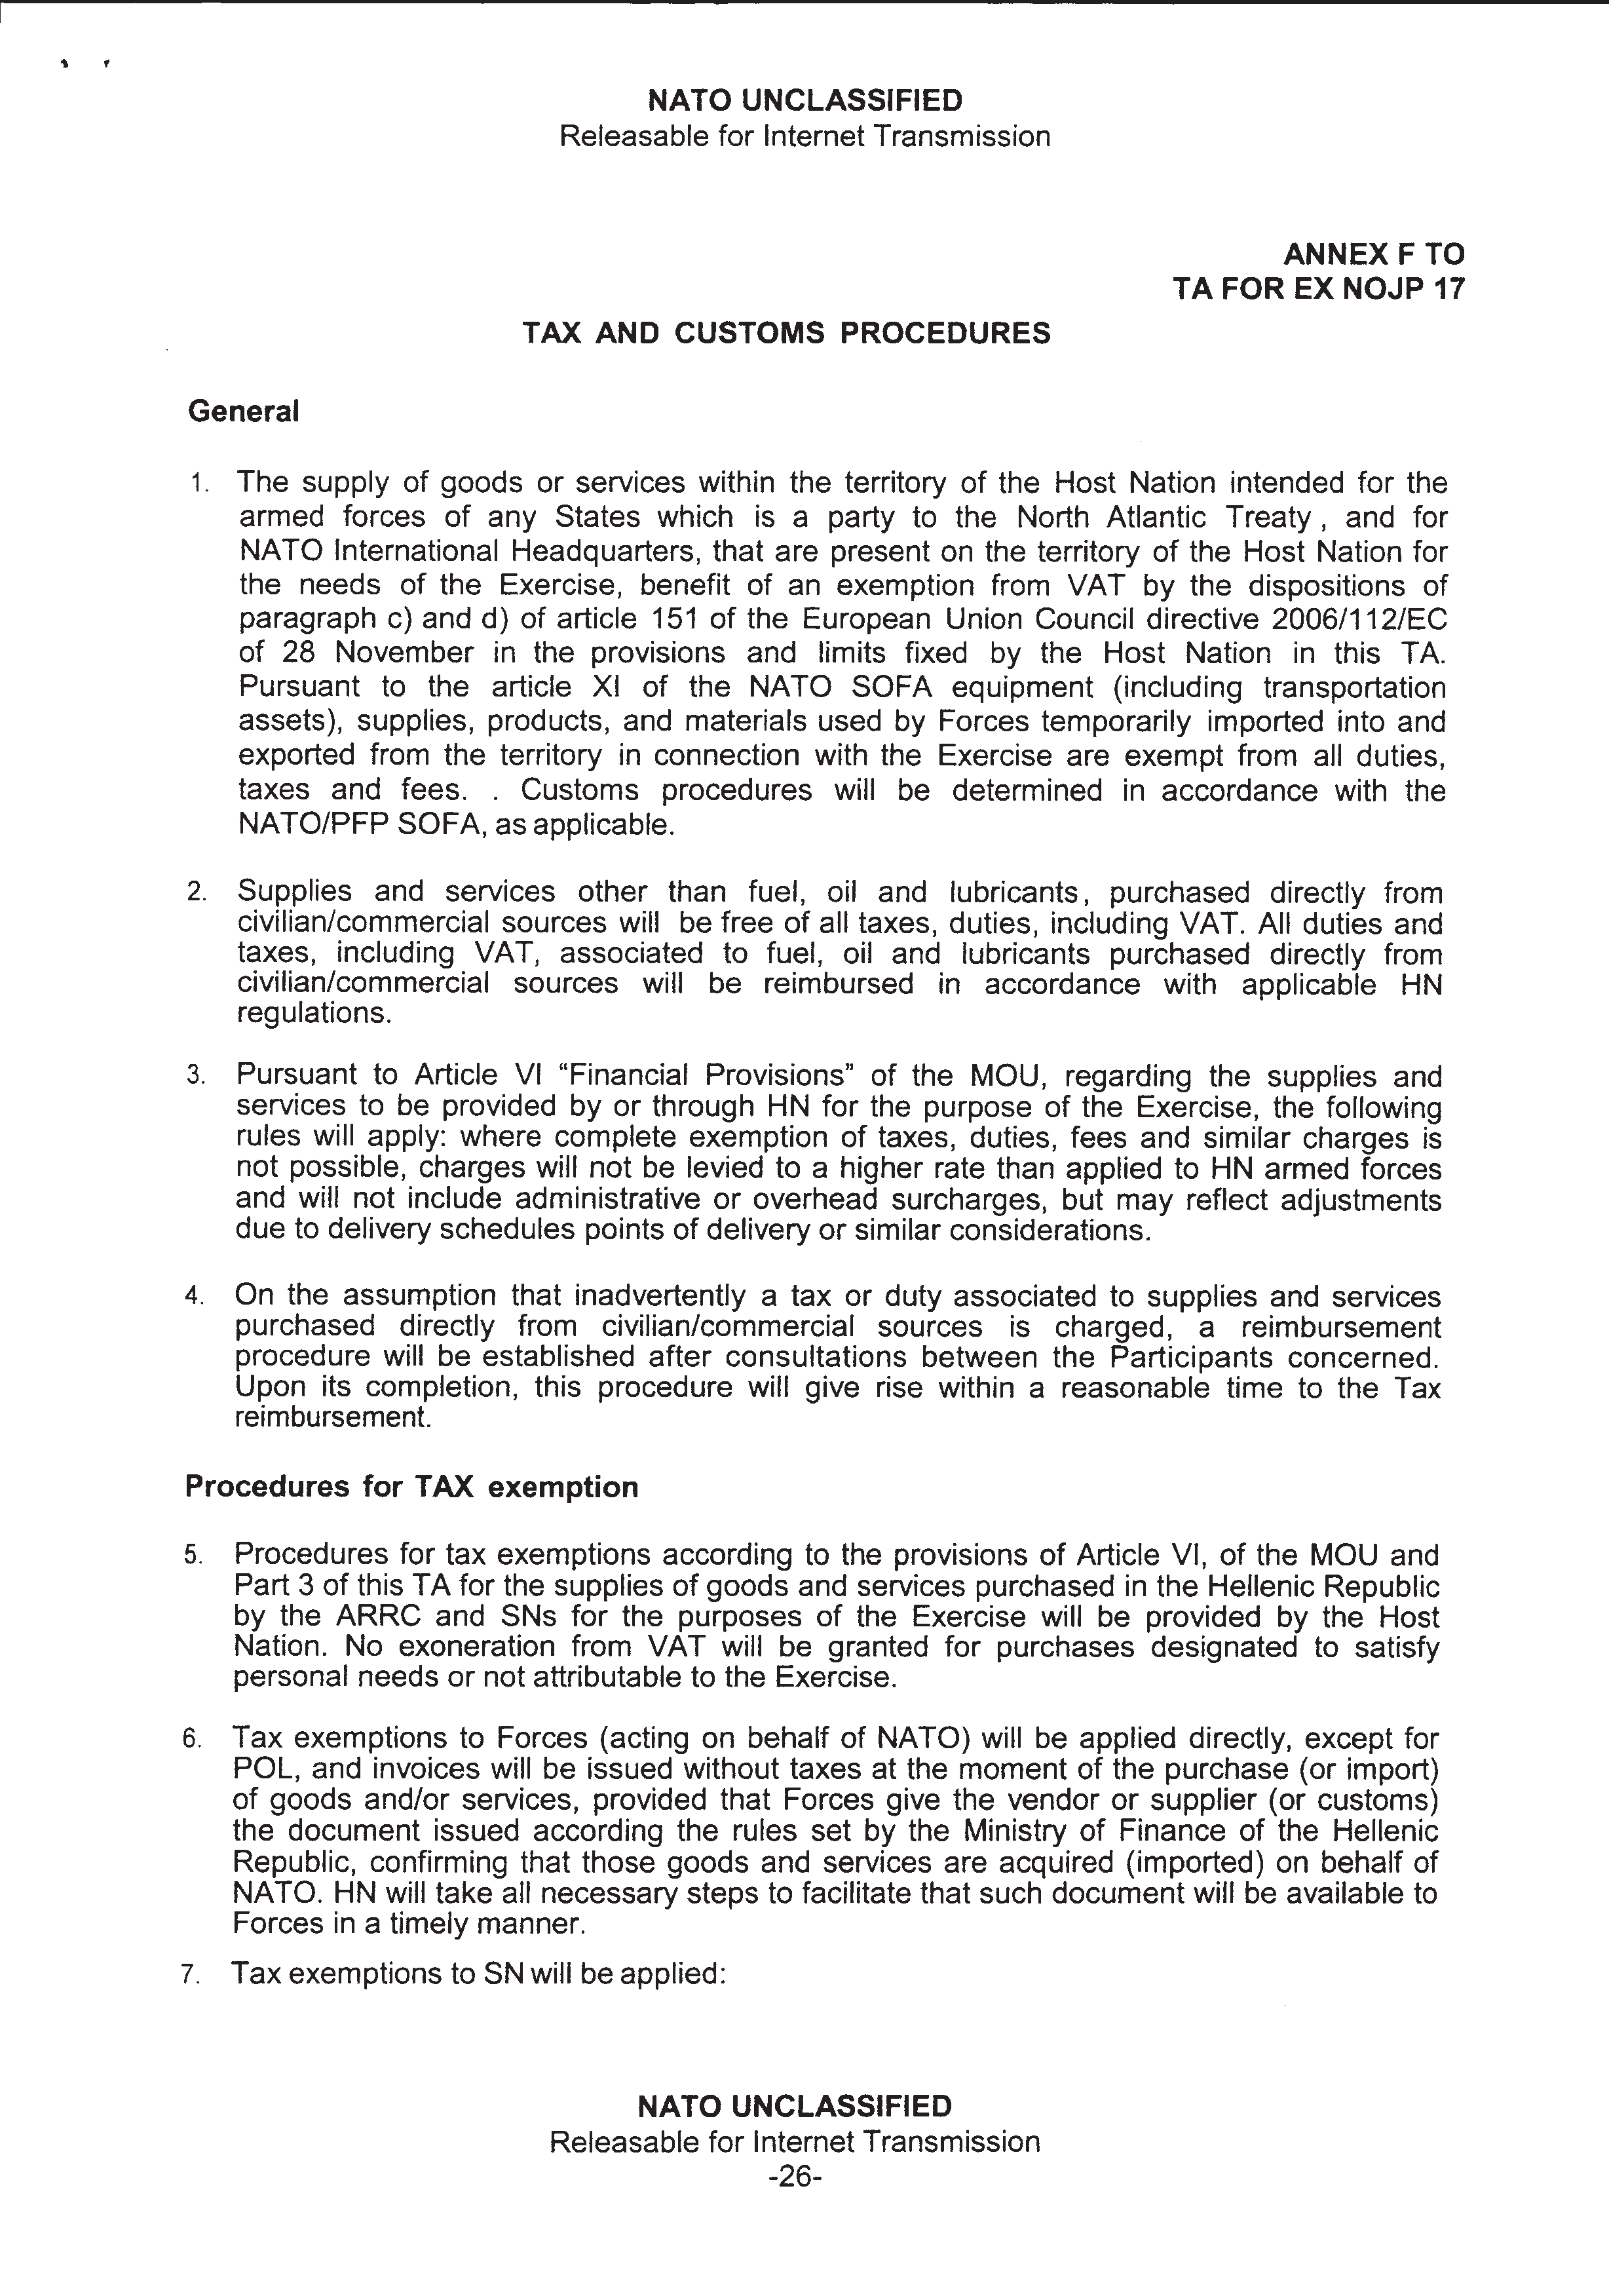 NATO UNCLASSIFIED
Releasable for Internet Transmission
ANNEX F TO
TA FOR EX NOJP 17
TAX AND CUSTOMS PROCEDURES
General
1. The supply of goods or services within the territory of the Host Nation intended for the
armed forces of any States which is a party to the North Atlantic Treaty , and for
NATO International Headquarters, that are present on the territory of the Host Nation for
the needs of the Exercise, benefit of an exemption from VAT by the dispositions of
paragraph c) and d) of article 151 of the European Union Council directive 2006/112/EC
of 28 November in the provisions and limits fixed by the Host Nation in this TA.
Pursuant to the article XI of the NATO SOFA equipment (including transportation
assets), supplies, products, and materials used by Forces temporarily imported into and
exported from the territory in connection with the Exercise are exempt from all duties,
taxes and fees. . Customs procedures will be determined in accordance with the
NATO/PFP SOFA, as applicable.
2. Supplies and services other than fuel, oil and lubricants, purchased directly from
civilian/commercial sources will be free of all taxes, duties, including VAT. All duties and
taxes, including VAT, associated to fuel, oil and lubricants purchased directly from
civilian/commercial sources will be reimbursed in accordance with applicable HN
regulations.
3. Pursuant to Article VI “Financial Provisions” of the MOU, regarding the supplies and
services to be provided by or through HN for the purpose of the Exercise, the following
rules will apply: where complete exemption of taxes, duties, fees and similar charges is
not possible, charges will not be levied to a higher rate than applied to HN armed forces
and will not include administrative or overhead surcharges, but may reflect adjustments
due to delivery schedules points of delivery or similar considerations.
4. On the assumption that inadvertently a tax or duty associated to supplies and services
purchased directly from civilian/commercial sources is charged, a reimbursement
procedure will be established after consultations between the Participants concerned.
Upon its completion, this procedure will give rise within a reasonable time to the Tax
reimbursement.
Procedures for TAX exemption
5. Procedures for tax exemptions according to the provisions of Article VI, of the MOU and
Part 3 of this TA for the supplies of goods and services purchased in the Hellenic Republic
by the ARRC and SNs for the purposes of the Exercise will be provided by the Host
Nation. No exoneration from VAT will be granted for purchases designated to satisfy
personal needs or not attributable to the Exercise.
6. Tax exemptions to Forces (acting on behalf of NATO) will be applied directly, except for
POL, and invoices will be issued without taxes at the moment of the purchase (or import)
of goods and/or services, provided that Forces give the vendor or supplier (or customs)
the document issued according the rules set by the Ministry of Finance of the Hellenic
Republic, confirming that those goods and services are acquired (imported) on behalf of
NATO. HN will take all necessary steps to facilitate that such document will be available to
Forces in a timely manner.
7. Tax exemptions to SN will be applied:
NATO UNCLASSIFIED
Releasable for Internet Transmission
-26-